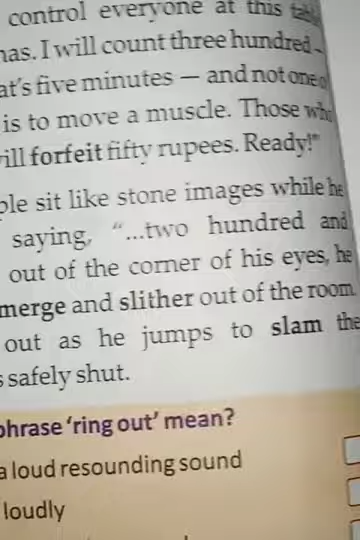 control everyone at this
has. I will count three hundred –
at's five minutes — and not one
is to move a muscle. Those who
ill forfeit fifty rupees. Ready!"
ple sit like stone images while he
saying, "...two hundred and
out of the corner of his eyes, he
merge and slither out of the room
out as he jumps to slam the
s safely shut.
phrase 'ring out' mean?
a loud resounding sound
loudly